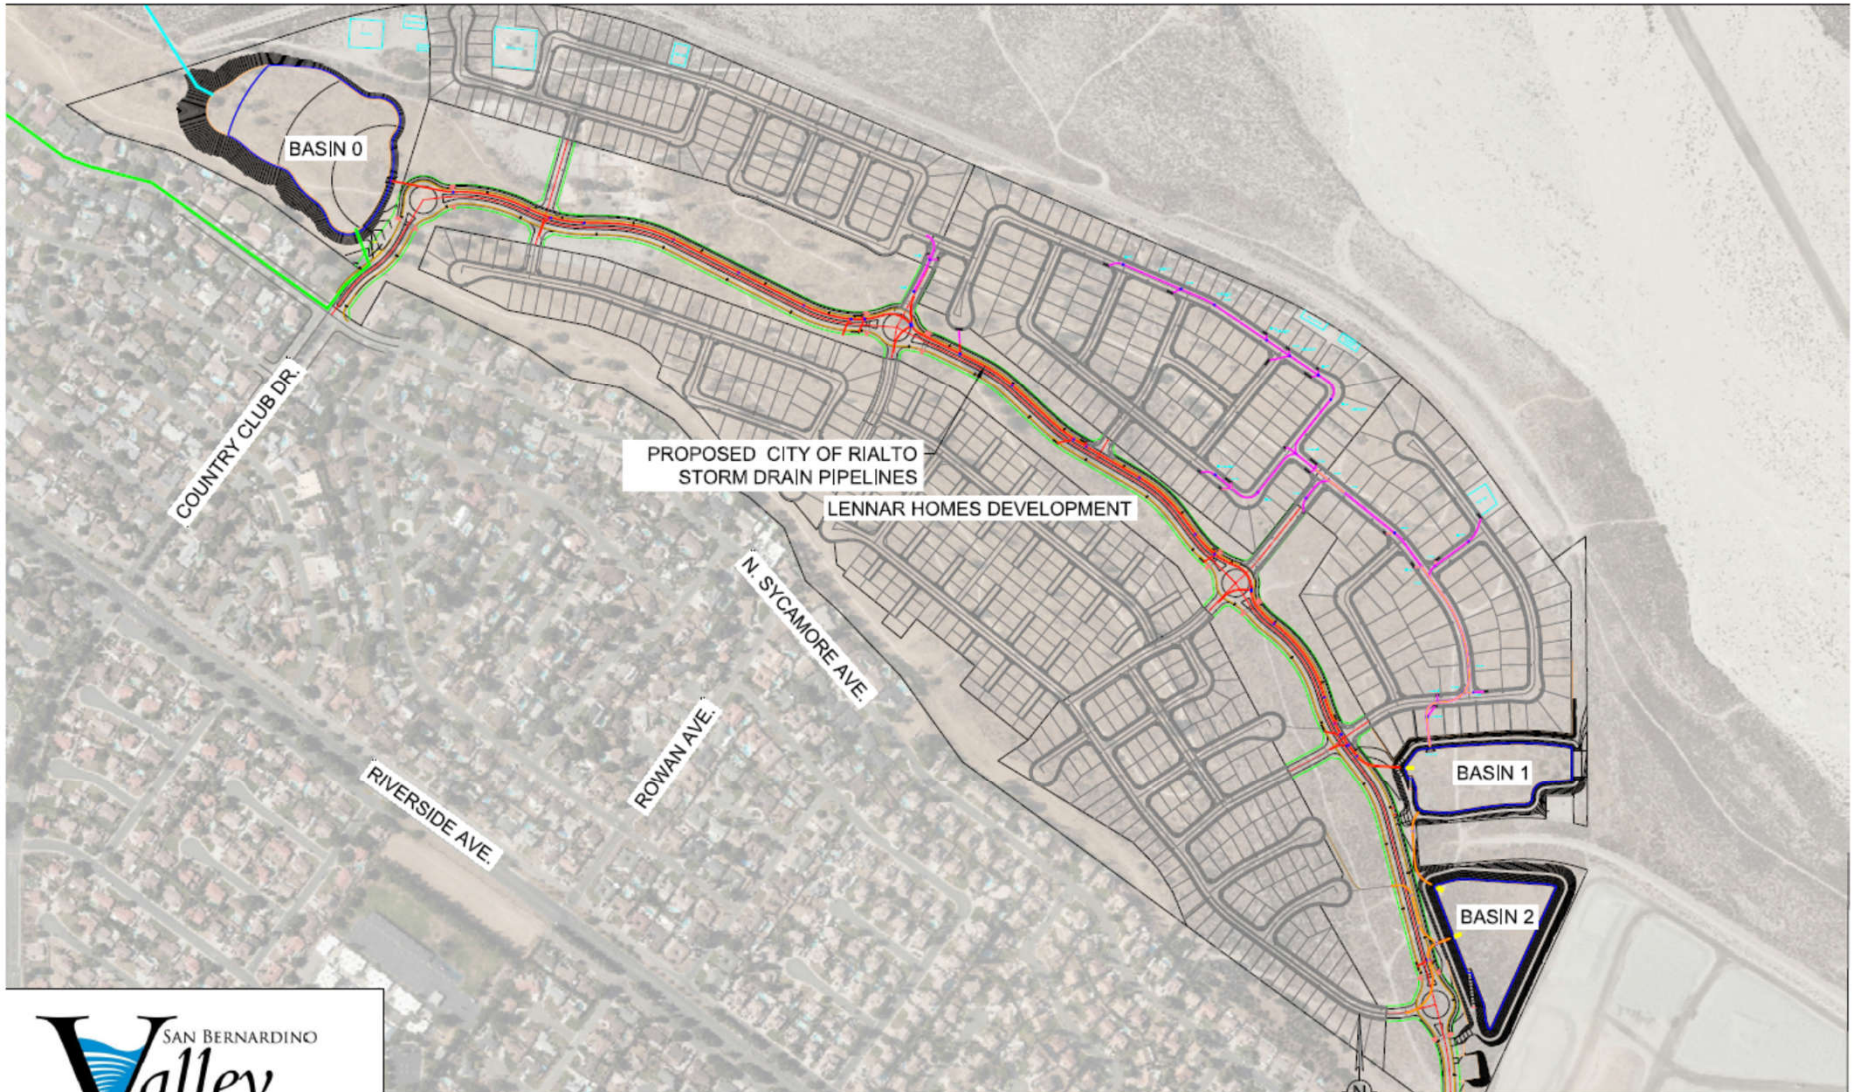 BASIN 0
COUNTRY CLUB DR.
PROPOSED CITY OF RIALTO
STORM DRAIN PIPELINES
LENNAR HOMES DEVELOPMENT
N. SYCAMORE AVE.
ROWAN AVE.
RIVERSIDE AVE.
BASIN 1
BASIN 2
SAN BERNARDINO
Valley
N